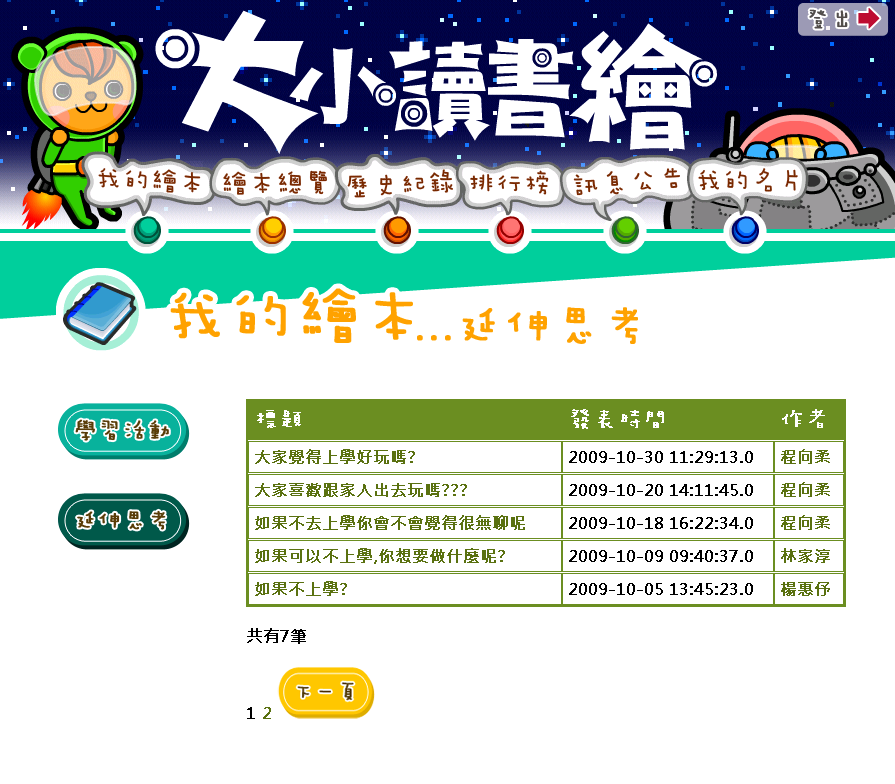 登出
大小讀書繪
我的繪本 繪本總覽 歷史紀錄 排行榜 訊息公告 我的名片
我的繪本...延伸思考
學習活動
延伸思考
標題 發表時間 作者
大家覺得上學好玩嗎? 2009-10-30 11:29:13.0 程向柔
大家喜歡跟家人出去玩嗎??? 2009-10-20 14:11:45.0 程向柔
如果不去上學你會不會覺得很無聊呢 2009-10-18 16:22:34.0 程向柔
如果可以不上學,你想要做什麼呢? 2009-10-09 09:40:37.0 林家淳
如果不上學? 2009-10-05 13:45:23.0 楊惠伃
共有7筆
1 2 下一頁